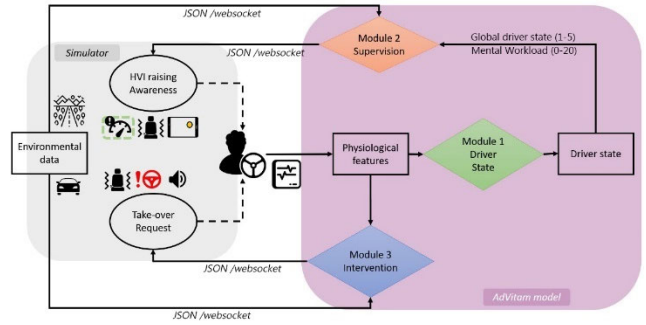 JSON /websocket
Simulator
JSON /websocket
Module 2
Supervision
Global driver state (1-5)
Mental Workload (0-20)
HVI raising
Awareness
Environmental
data
Physiological
features
Module 1
Driver
State
Driver state
Take-over
Request
Module 3
Intervention
JSON /websocket
AdVitam model
JSON /websocket